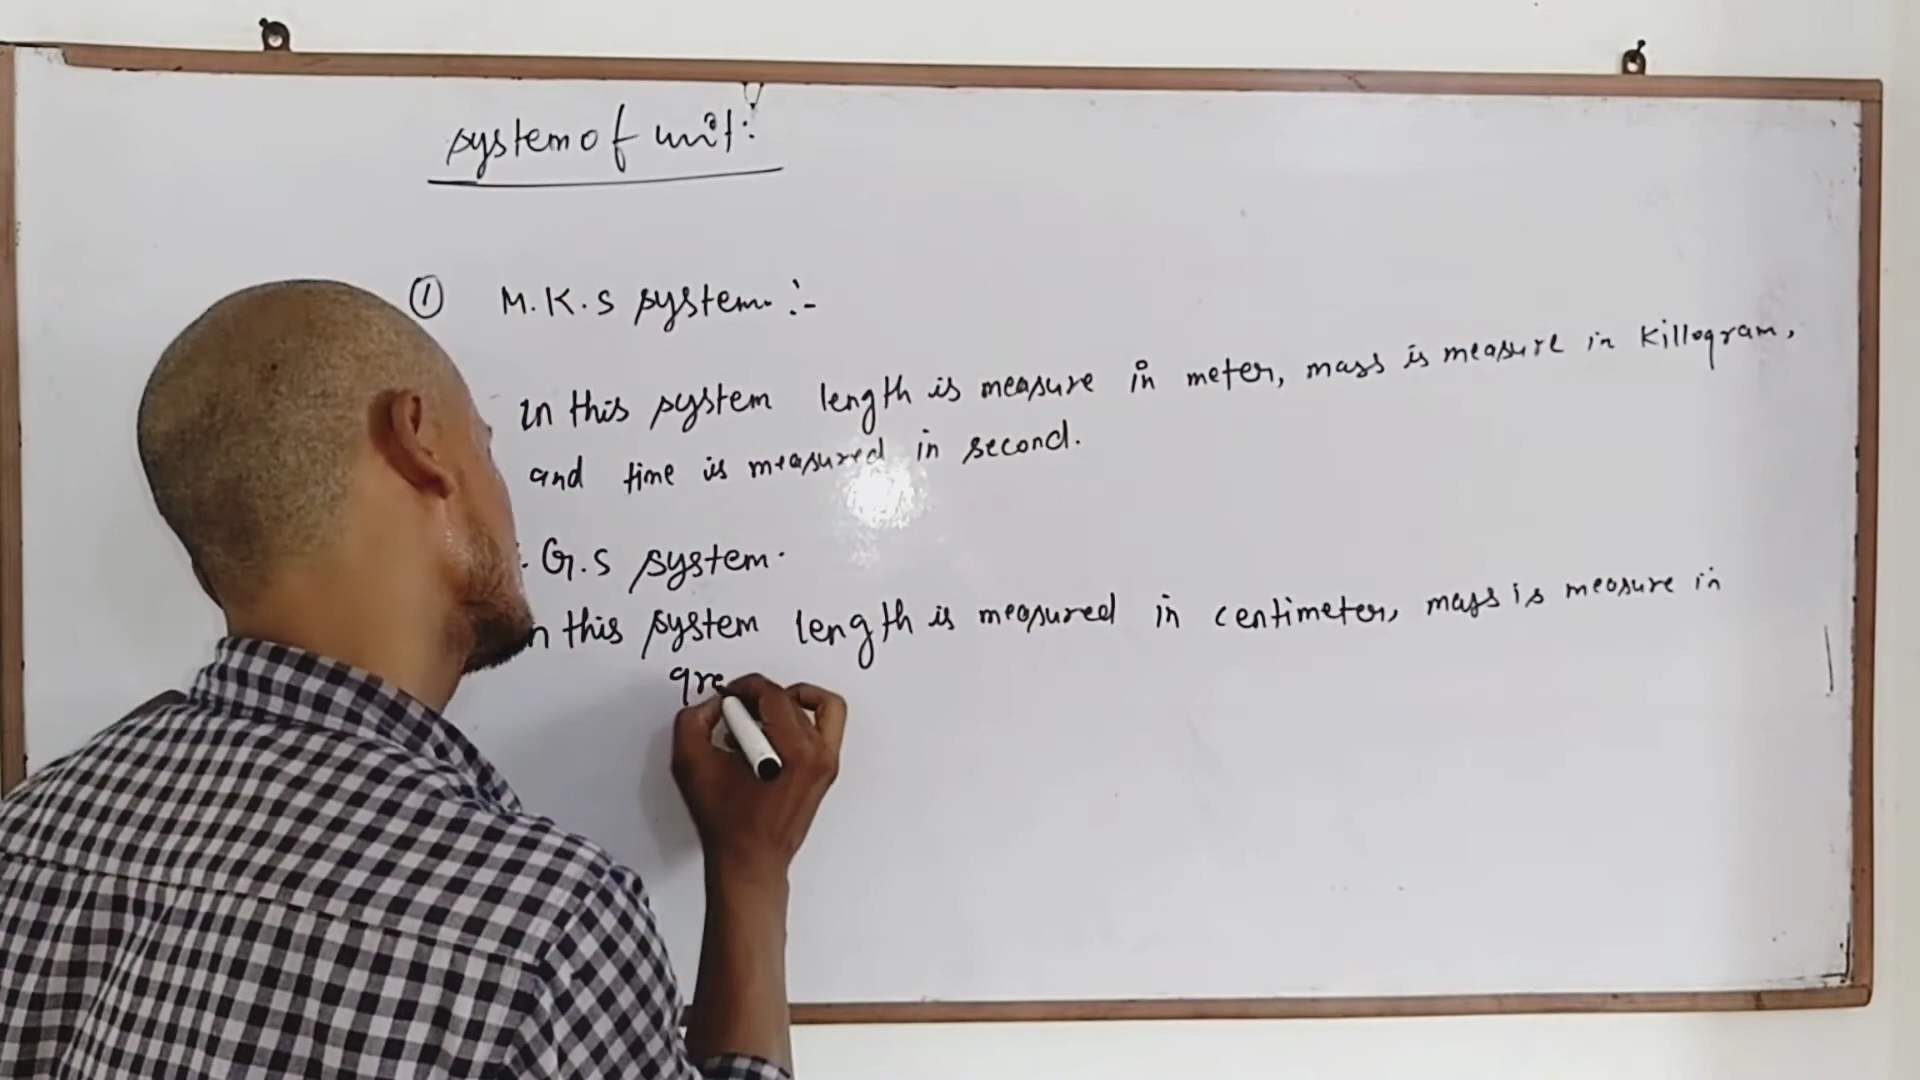 system of unit:
① M.K.S system :-
In this system length is measure in meter, mass is measure in Killogram,
and time is measured in second.
. G.S system.
n this system length is measured in centimeter, mass is measure in
gra